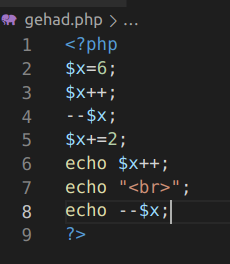 gehad.php > ...
1 <?php
2 $x=6;
3 $x++;
4 --$x;
5 $x+=2;
6 echo $x++;
7 echo "<br>";
8 echo --$x;
9 ?>